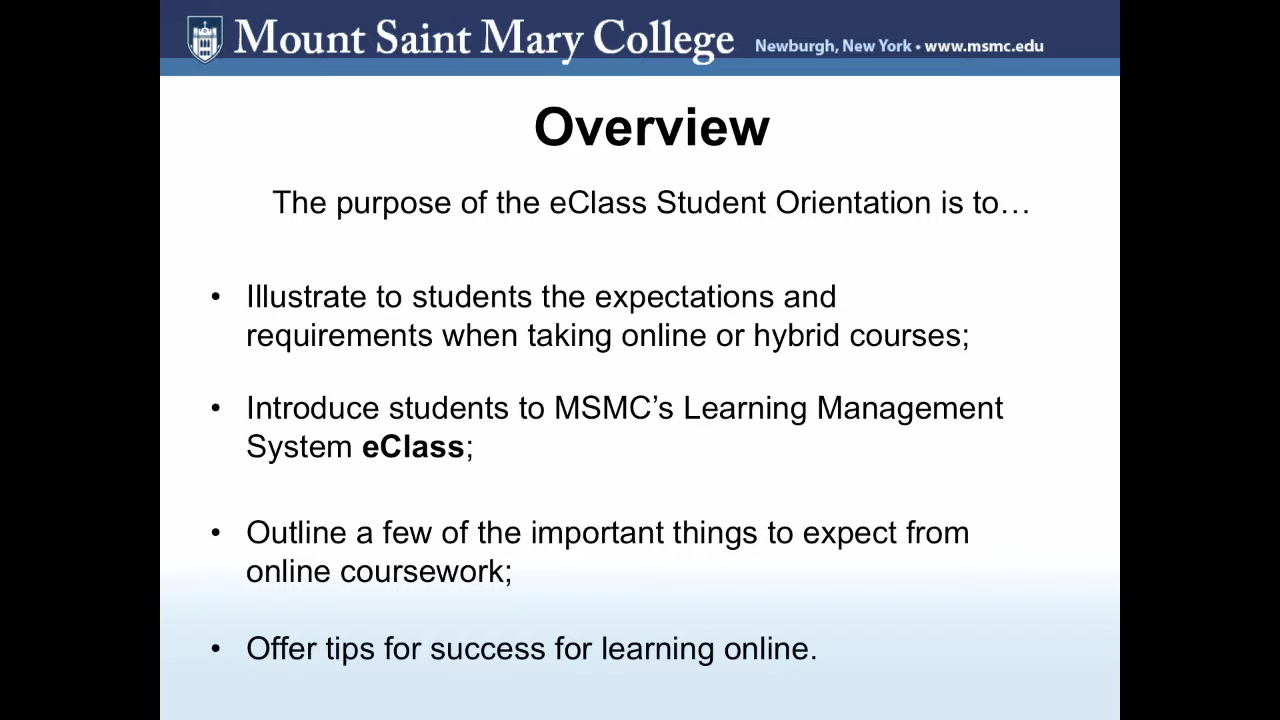 Mount Saint Mary College Newburgh, New York • www.msmc.edu
Overview
The purpose of the eClass Student Orientation is to…
• Illustrate to students the expectations and
requirements when taking online or hybrid courses;
• Introduce students to MSMC’s Learning Management
System eClass;
• Outline a few of the important things to expect from
online coursework;
• Offer tips for success for learning online.